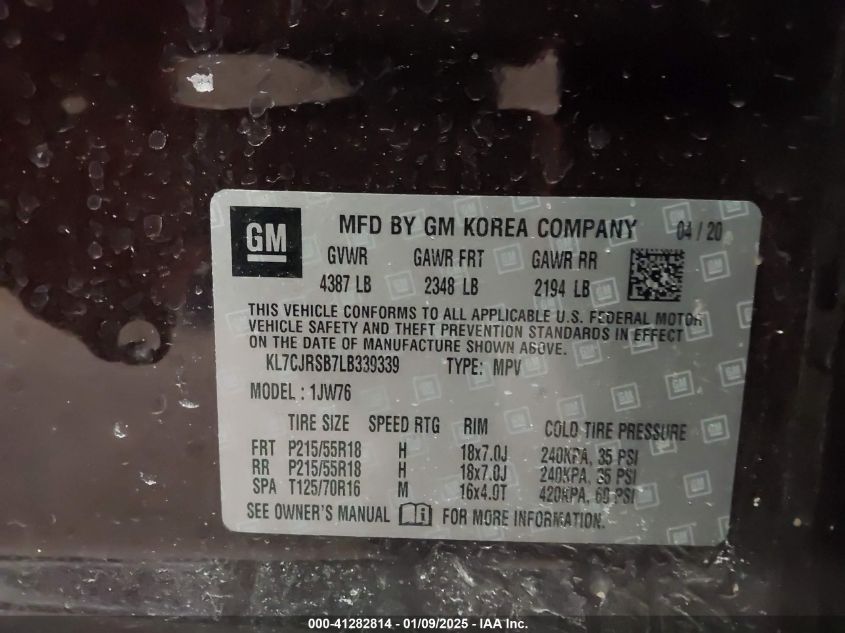 GM
MFD BY GM KOREA COMPANY 04 / 20
GVWR GAWR FRT GAWR RR
4387 LB 2348 LB 2194 LB
THIS VEHICLE CONFORMS TO ALL APPLICABLE U.S. FEDERAL MOTOR
VEHICLE SAFETY AND THEFT PREVENTION STANDARDS IN EFFECT
ON THE DATE OF MANUFACTURE SHOWN ABOVE.
KL7CJRSB7LB339339 TYPE: MPV
MODEL : 1JW76
TIRE SIZE SPEED RTG RIM COLD TIRE PRESSURE
FRT P215/55R18 H 18x7.0J 240KPA, 35 PSI
RR P215/55R18 H 18x7.0J 240KPA, 35 PSI
SPA T125/70R16 M 16x4.0T 420KPA, 60 PSI
SEE OWNER'S MANUAL FOR MORE INFORMATION.
000-41282814 - 01/09/2025 - IAA Inc.